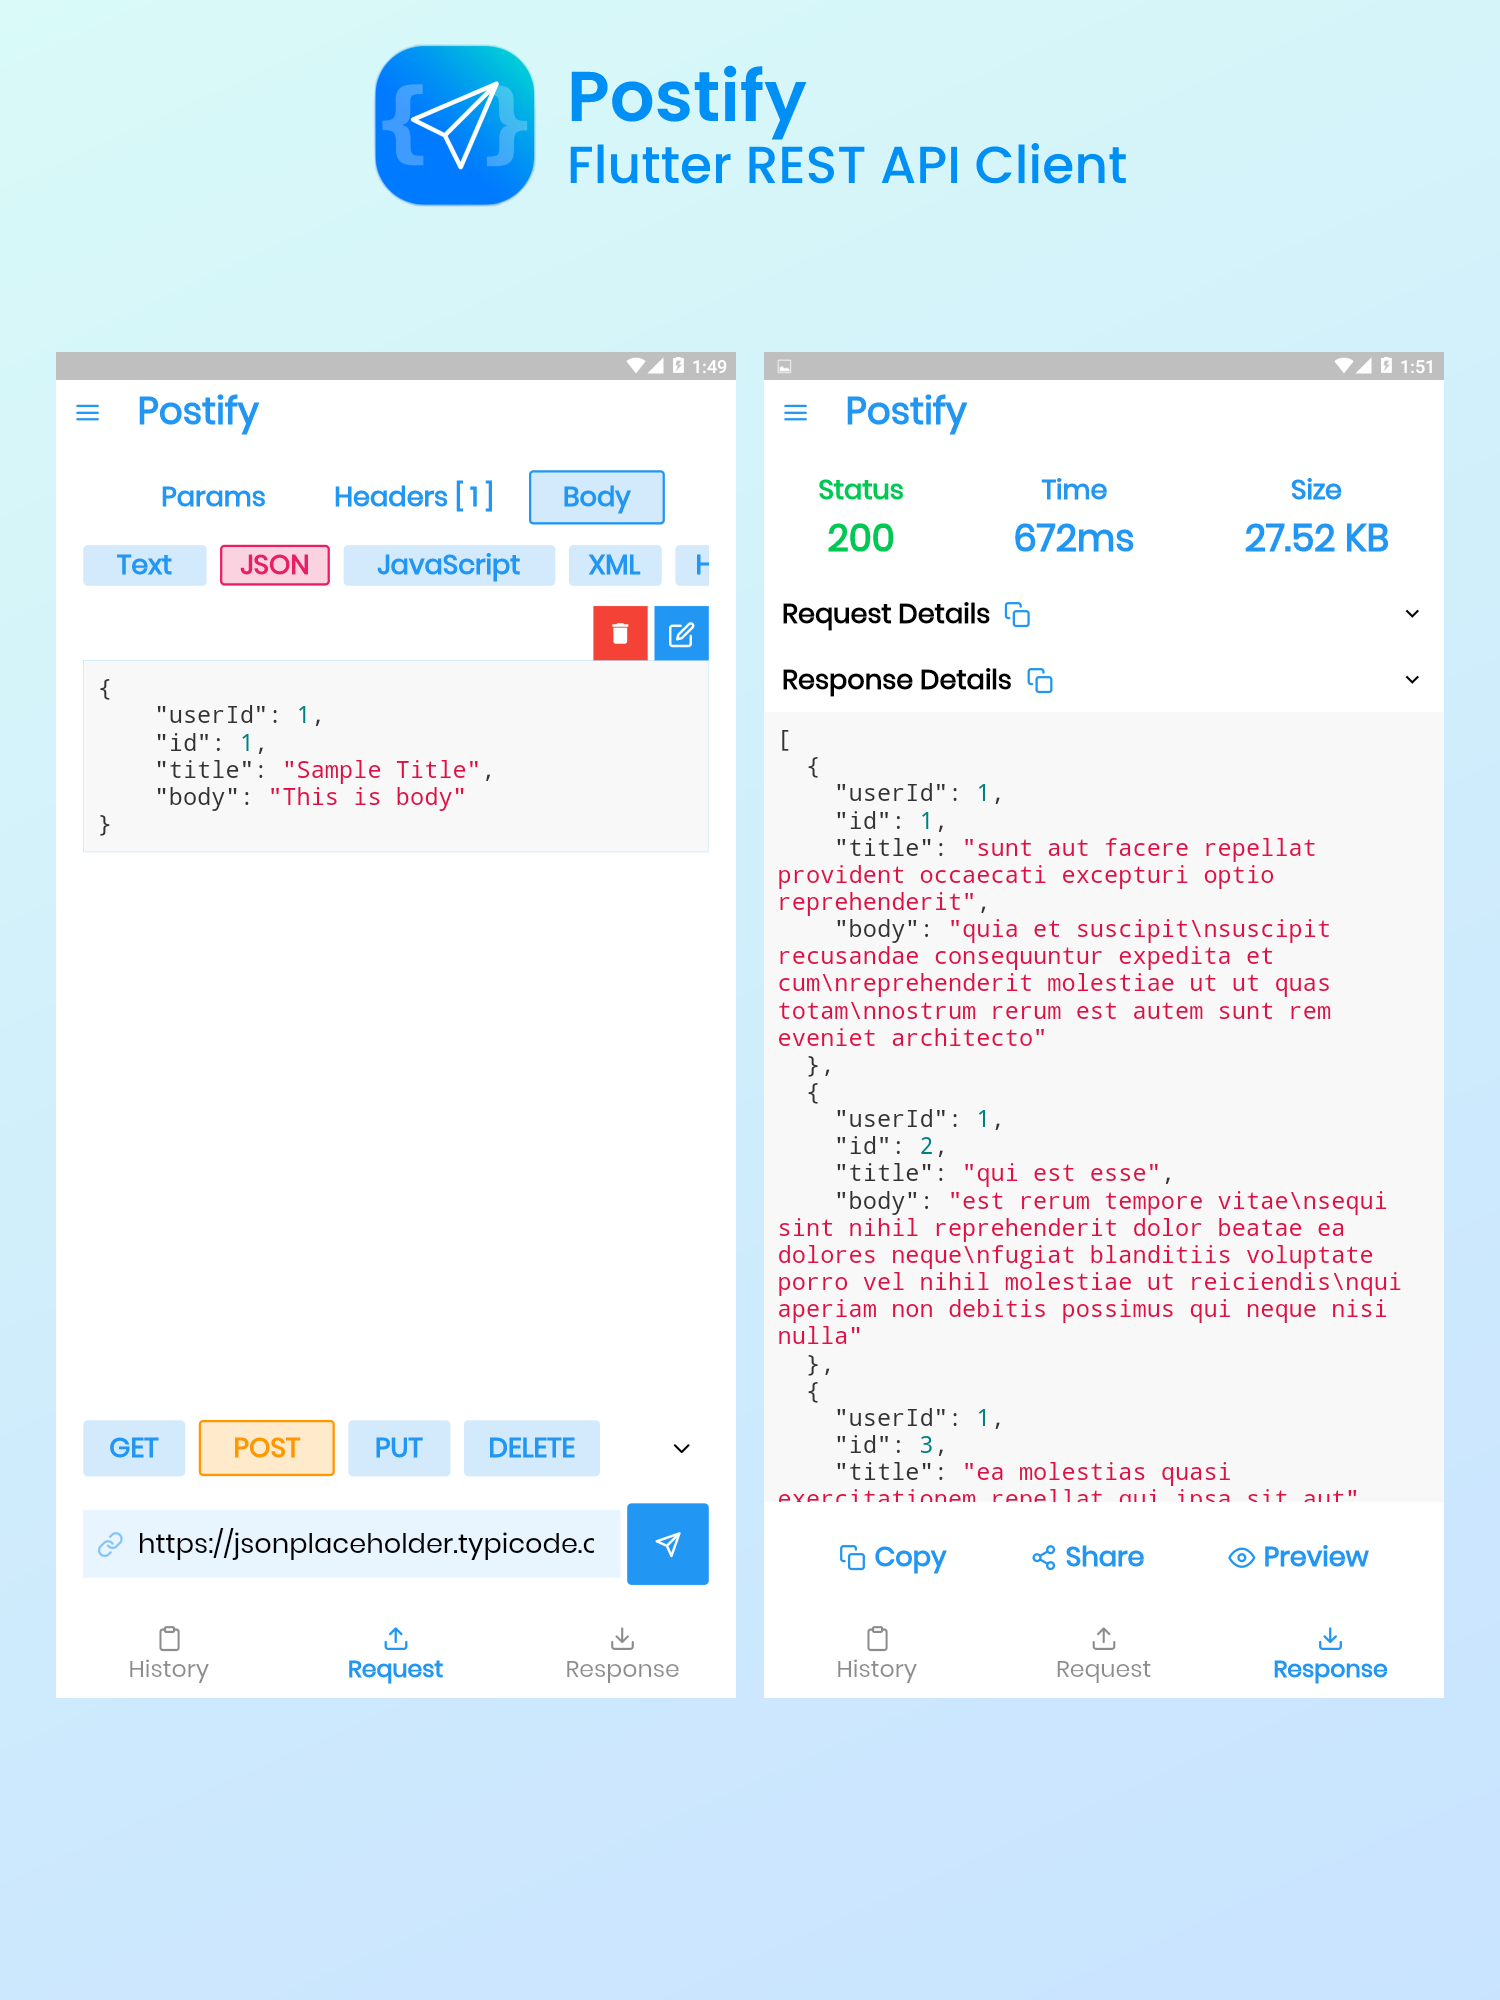 Postify
Flutter REST API Client
1:49
Postify
Params Headers [ 1 ] Body
Text JSON JavaScript XML H
{
"userId": 1,
"id": 1,
"title": "Sample Title",
"body": "This is body"
}
GET POST PUT DELETE
https://jsonplaceholder.typicode.c
History Request Response
1:51
Postify
Status Time Size
200 672ms 27.52 KB
Request Details
Response Details
[
{
"userId": 1,
"id": 1,
"title": "sunt aut facere repellat
provident occaecati excepturi optio
reprehenderit",
"body": "quia et suscipit\nsuscipit
recusandae consequuntur expedita et
cum\nreprehenderit molestiae ut ut quas
totam\nnostrum rerum est autem sunt rem
eveniet architecto"
},
{
"userId": 1,
"id": 2,
"title": "qui est esse",
"body": "est rerum tempore vitae\nsequi
sint nihil reprehenderit dolor beatae ea
dolores neque\nfugiat blanditiis voluptate
porro vel nihil molestiae ut reiciendis\nqui
aperiam non debitis possimus qui neque nisi
nulla"
},
{
"userId": 1,
"id": 3,
"title": "ea molestias quasi
exercitationem repellat qui ipsa sit aut"
Copy Share Preview
History Request Response